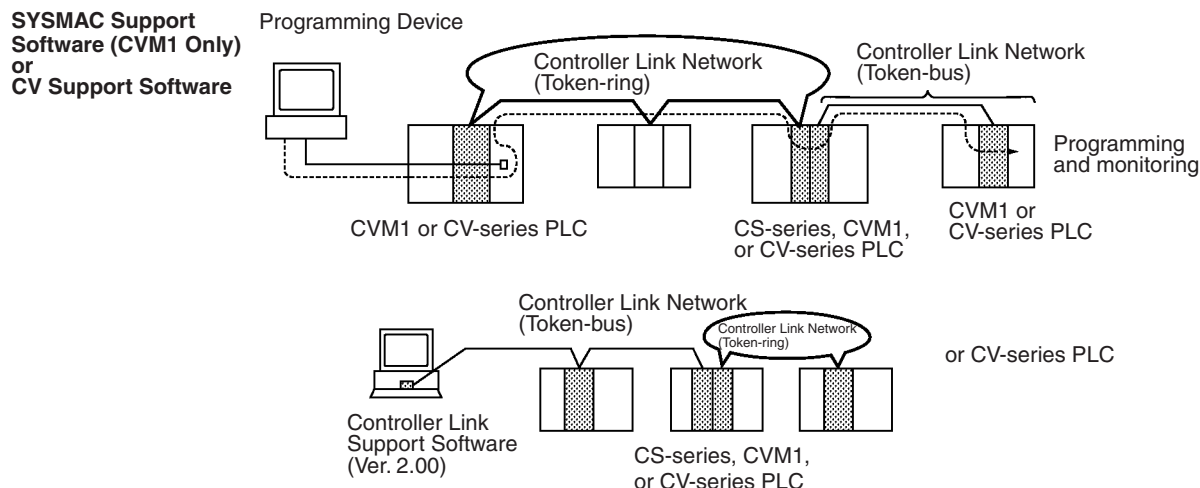 SYSMAC Support
Software (CVM1 Only)
or
CV Support Software
Programming Device
Controller Link Network
(Token-ring)
Controller Link Network
(Token-bus)
Programming
and monitoring
CVM1 or CV-series PLC
CS-series, CVM1,
or CV-series PLC
CVM1 or
CV-series PLC
Controller Link Network
(Token-bus)
Controller Link Network
(Token-ring)
or CV-series PLC
Controller Link
Support Software
(Ver. 2.00)
CS-series, CVM1,
or CV-series PLC